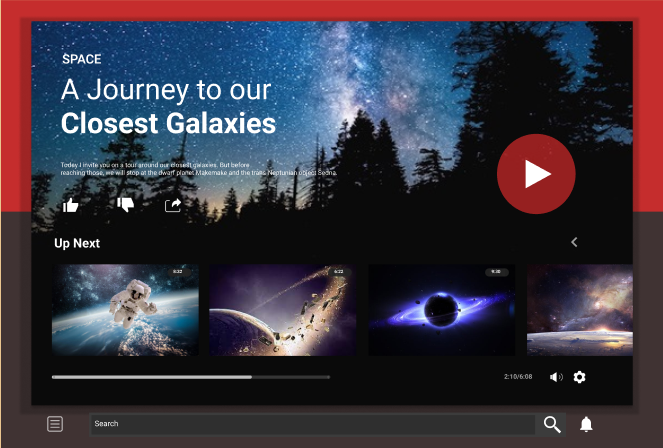 SPACE
A Journey to our
Closest Galaxies
Today I invite you on a tour around our closest galaxies. But before
reaching those, we will stop at the dwarf planet Makemake and the trans Neptunian object Sedna.
Up Next
8:32
6:22
9:30
2:10/6:08
Search